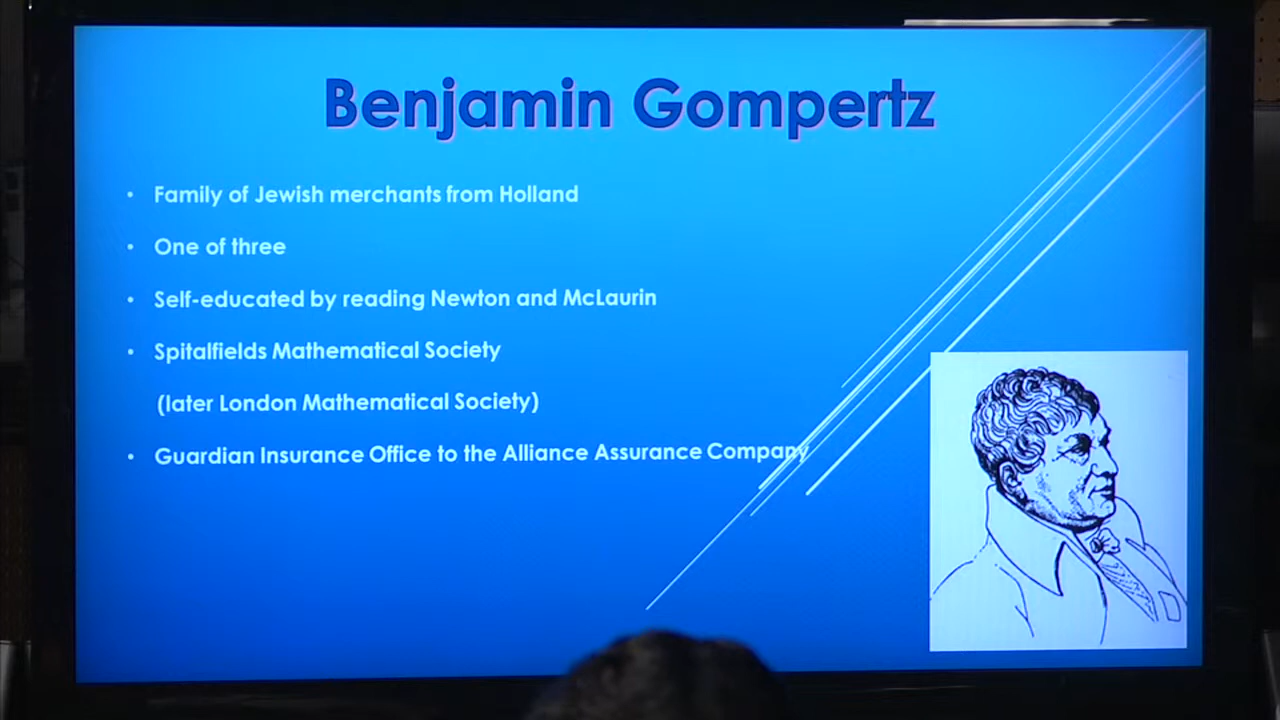 Benjamin Gompertz
• Family of Jewish merchants from Holland
• One of three
• Self-educated by reading Newton and McLaurin
• Spitalfields Mathematical Society
(later London Mathematical Society)
• Guardian Insurance Office to the Alliance Assurance Company